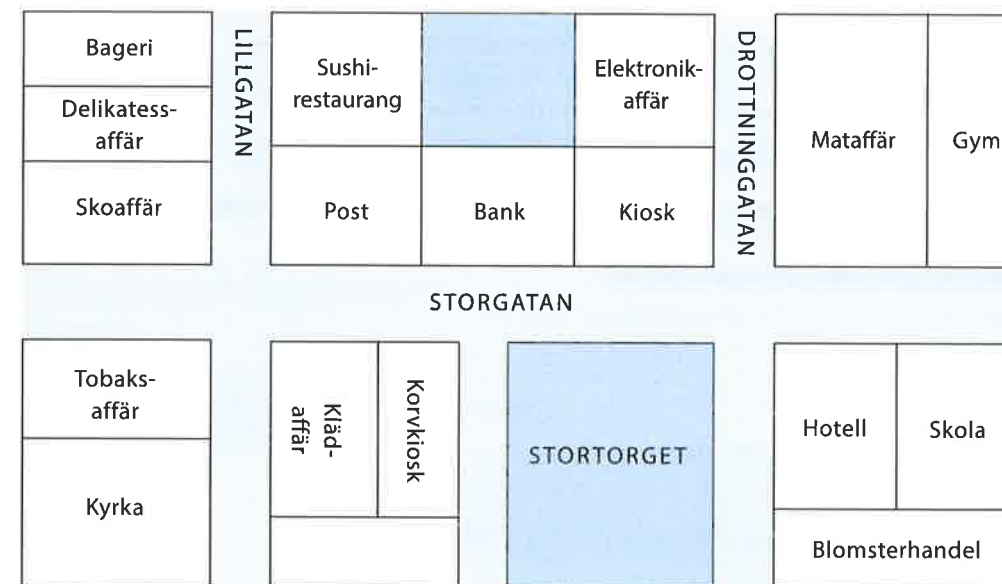 Bageri
Delikatess-
affär
Skoaffär
LILLGATAN
Sushi-
restaurang
Elektronik-
affär
Post
Bank
Kiosk
DROTTNINGGATAN
Mataffär
Gym
STORGATAN
Tobaks-
affär
Kyrka
Kläd-
affär
Korvkiosk
STORTORGET
Hotell
Skola
Blomsterhandel